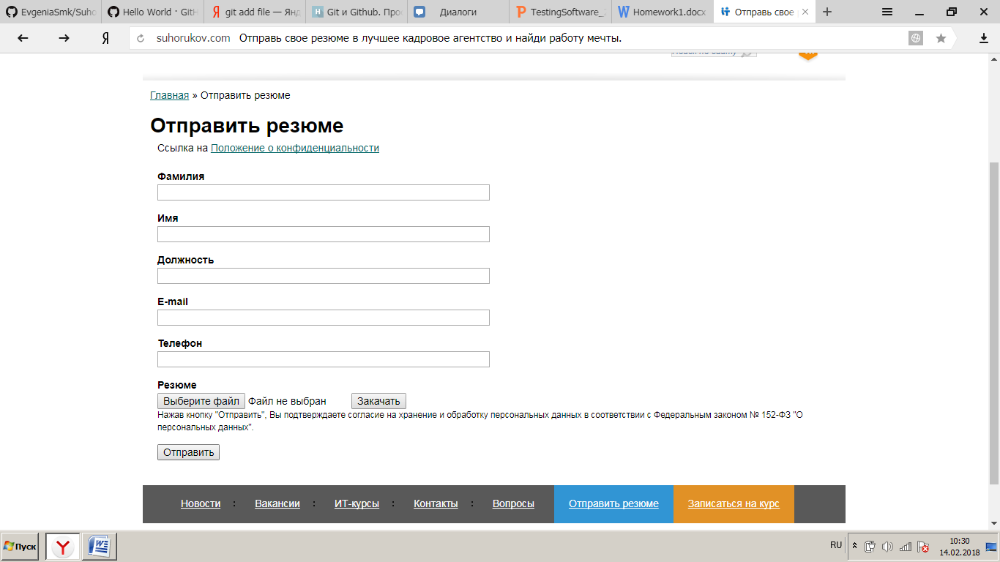 EvgeniaSmk/Suho
Hello World · GitH
git add file — Янд
Git и Github. Прос
Диалоги
TestingSoftware_
Homework1.docx
Отправь свое
suhorukov.com Отправь свое резюме в лучшее кадровое агентство и найди работу мечты.
Главная » Отправить резюме
Отправить резюме
Ссылка на Положение о конфиденциальности
Фамилия
Имя
Должность
E-mail
Телефон
Резюме
Выберите файл Файл не выбран Закачать
Нажав кнопку "Отправить", Вы подтверждаете согласие на хранение и обработку персональных данных в соответствии с Федеральным законом № 152-ФЗ "О
персональных данных".
Отправить
Новости : Вакансии : ИТ-курсы : Контакты : Вопросы Отправить резюме Записаться на курс
Пуск
RU
10:30
14.02.2018